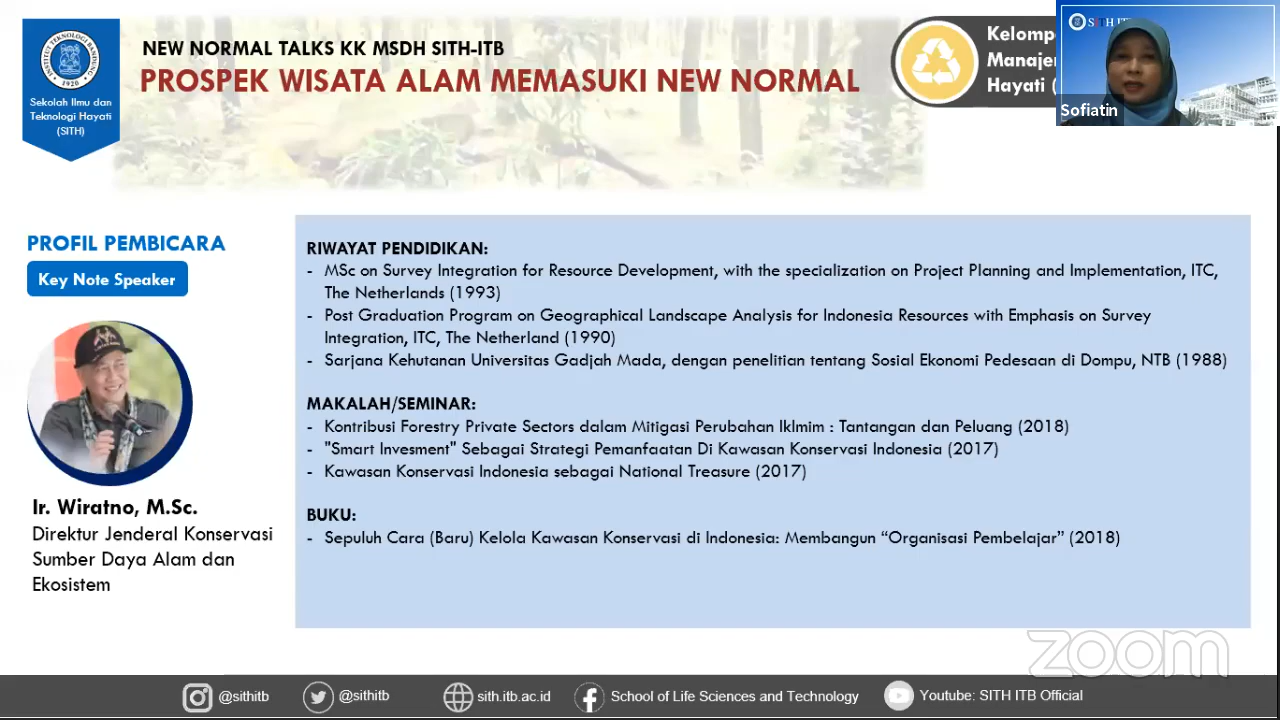 INSTITUT TEKNOLOGI BANDUNG
1920
Sekolah Ilmu dan
Teknologi Hayati
(SITH)
NEW NORMAL TALKS KK MSDH SITH-ITB
PROSPEK WISATA ALAM MEMASUKI NEW NORMAL
Hayati (
Sofiatin
PROFIL PEMBICARA
Key Note Speaker
Ir. Wiratno, M.Sc.
Direktur Jenderal Konservasi
Sumber Daya Alam dan
Ekosistem
RIWAYAT PENDIDIKAN:
- MSc on Survey Integration for Resource Development, with the specialization on Project Planning and Implementation, ITC,
The Netherlands (1993)
- Post Graduation Program on Geographical Landscape Analysis for Indonesia Resources with Emphasis on Survey
Integration, ITC, The Netherland (1990)
- Sarjana Kehutanan Universitas Gadjah Mada, dengan penelitian tentang Sosial Ekonomi Pedesaan di Dompu, NTB (1988)
MAKALAH/SEMINAR:
- Kontribusi Forestry Private Sectors dalam Mitigasi Perubahan Iklmim : Tantangan dan Peluang (2018)
- "Smart Invesment" Sebagai Strategi Pemanfaatan Di Kawasan Konservasi Indonesia (2017)
- Kawasan Konservasi Indonesia sebagai National Treasure (2017)
BUKU:
- Sepuluh Cara (Baru) Kelola Kawasan Konservasi di Indonesia: Membangun “Organisasi Pembelajar” (2018)
zoom
@sithitb
@sithitb
sith.itb.ac.id
School of Life Sciences and Technology
Youtube: SITH ITB Official